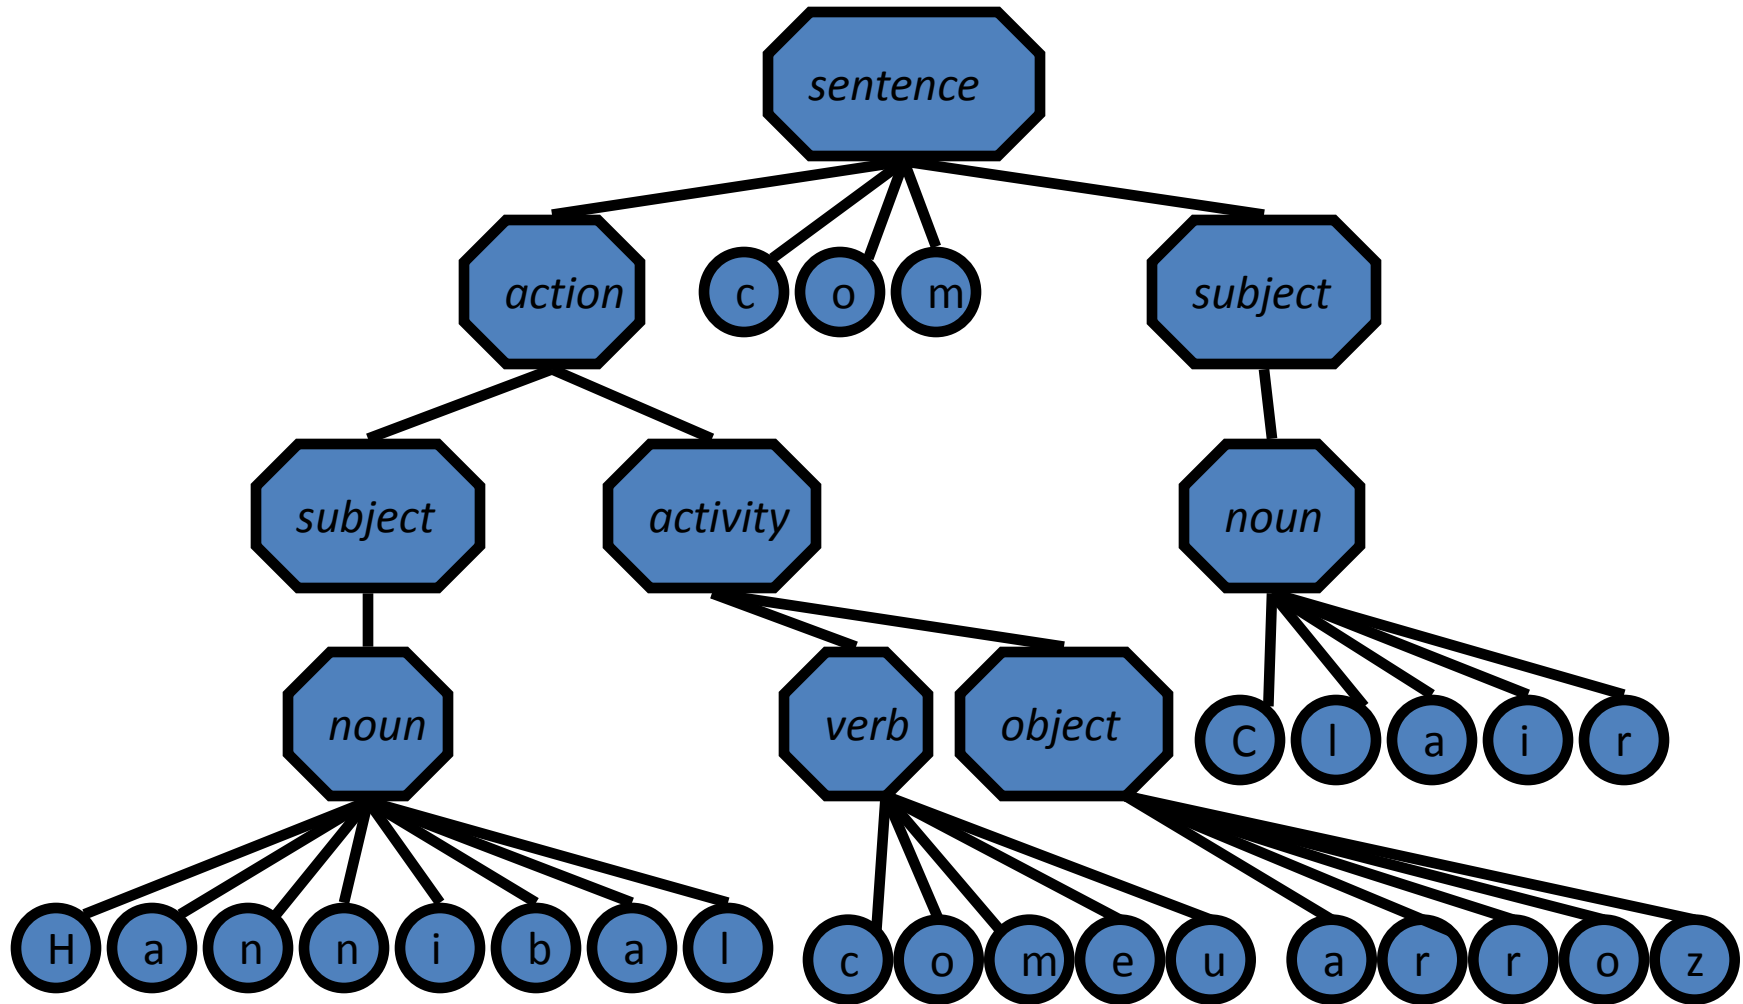 sentence
action c o m subject
subject activity noun
noun verb object C l a i r
H a n n i b a l c o m e u a r r o z